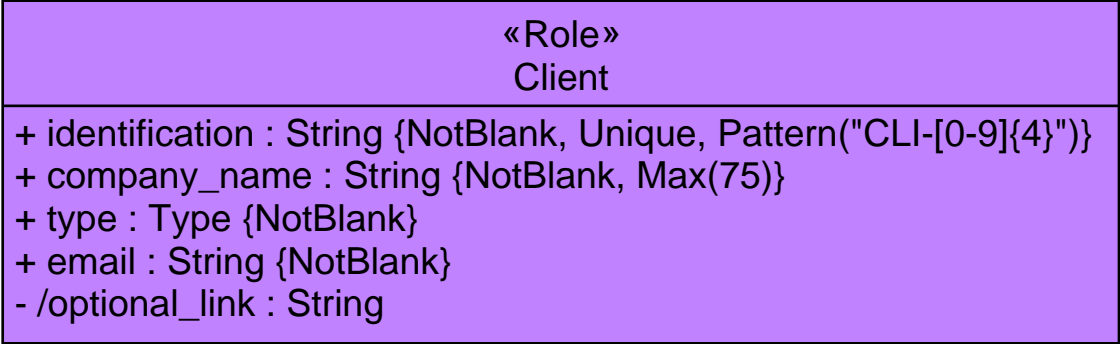 «Role»
Client
+ identification : String {NotBlank, Unique, Pattern("CLI-[0-9]{4}")}
+ company_name : String {NotBlank, Max(75)}
+ type : Type {NotBlank}
+ email : String {NotBlank}
- /optional_link : String